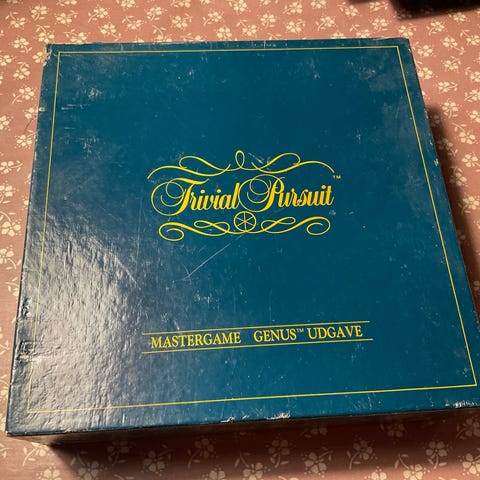 Trivial Pursuit™
MASTERGAME GENUS™ UDGAVE